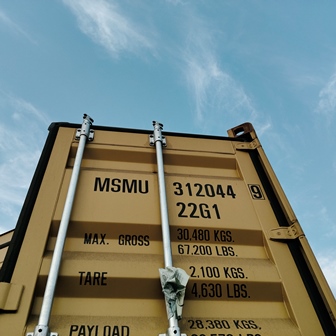 MSMU 312044 9
22G1
MAX. GROSS 30.480 KGS.
67.200 LBS.
TARE 2.100 KGS.
4,630 LBS.
PAYLOAD 28.380 KGS.